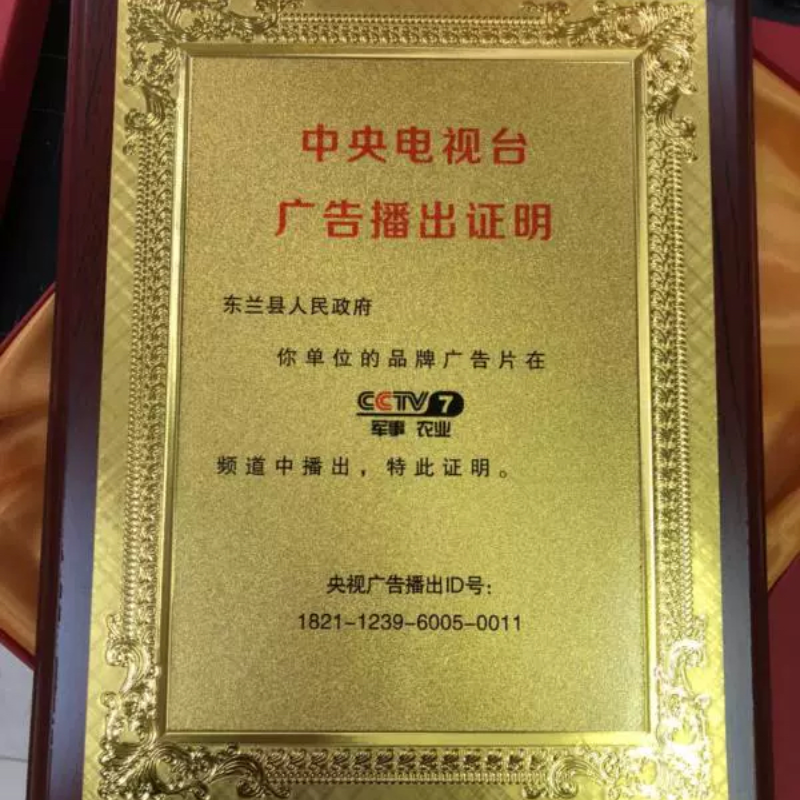 中央电视台
广告播出证明
东兰县人民政府
你单位的品牌广告片在
CCTV 7
军事 农业
频道中播出，特此证明。
央视广告播出ID号：
1821-1239-6005-0011